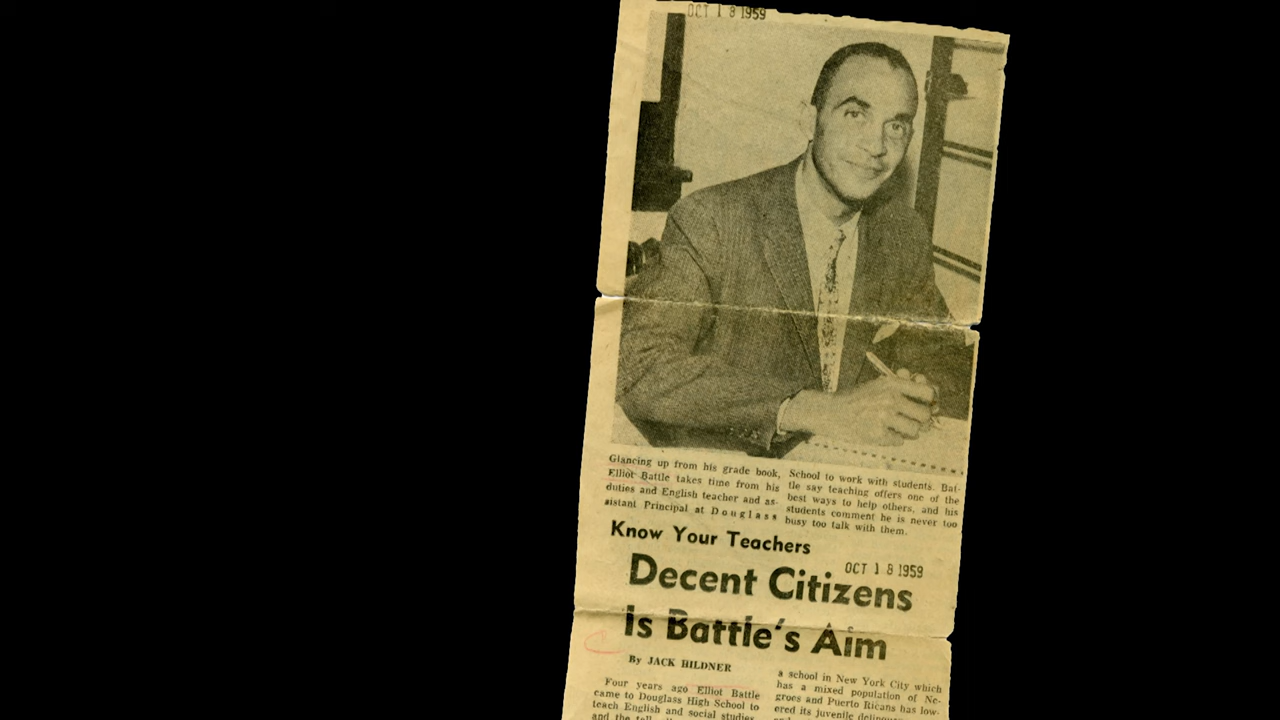 OCT 18 1959
Glancing up from his grade book,
Elliot Battle takes time from his
duties and English teacher and as-
sistant Principal at Douglass
School to work with students. Bat-
tle say teaching offers one of the
best ways to help others, and his
students comment he is never too
busy too talk with them.
Know Your Teachers
OCT 18 1959
Decent Citizens
Is Battle's Aim
By JACK HILDNER
Four years ago Elliot Battle
came to Douglass High School to
teach English and social studies
a school in New York City which
has a mixed population of Ne-
groes and Puerto Ricans has low-
ered its juvenile